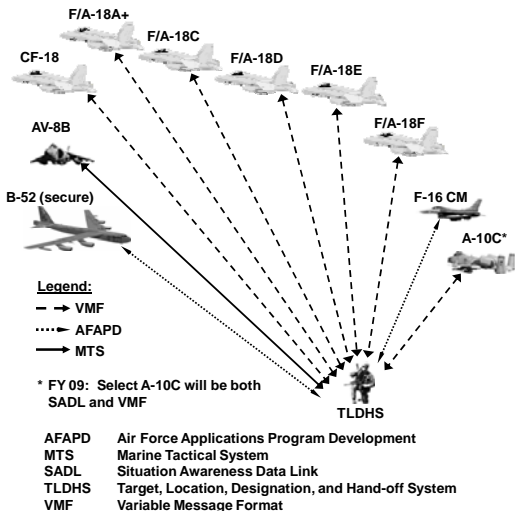 F/A-18A+
F/A-18C
CF-18
F/A-18D
F/A-18E
AV-8B
F/A-18F
B-52 (secure)
F-16 CM
A-10C*
Legend:
VMF
AFAPD
MTS
* FY 09: Select A-10C will be both
SADL and VMF
TLDHS
AFAPD Air Force Applications Program Development
MTS Marine Tactical System
SADL Situation Awareness Data Link
TLDHS Target, Location, Designation, and Hand-off System
VMF Variable Message Format